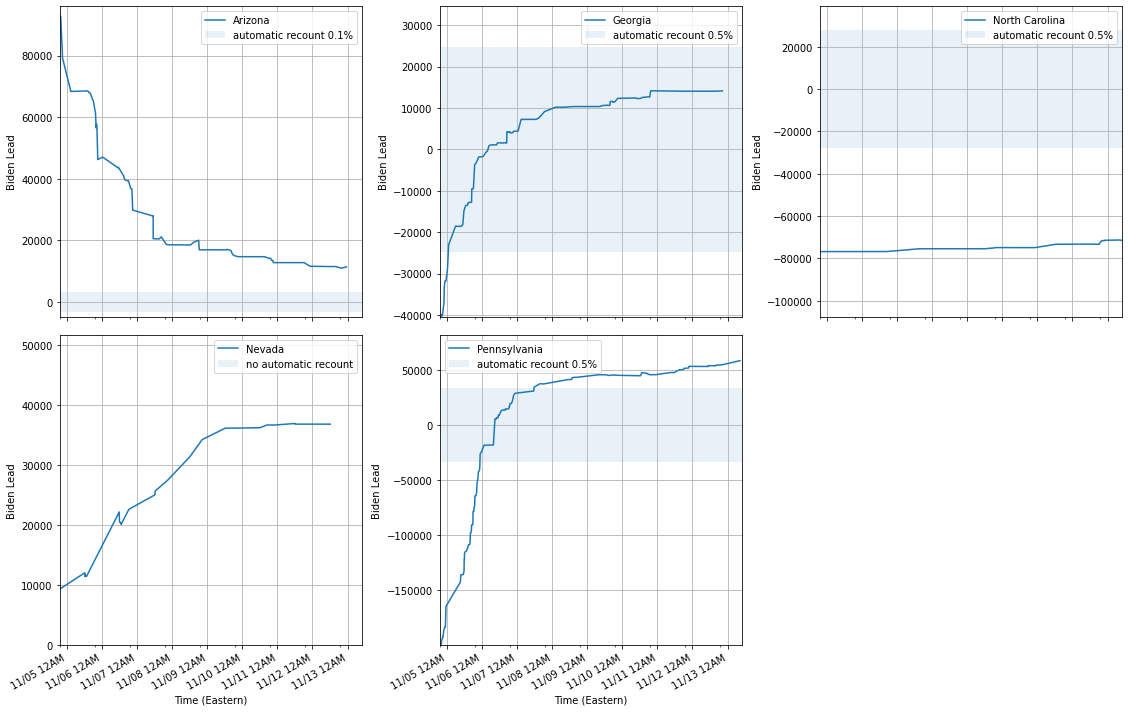 Arizona
automatic recount 0.1%
80000
60000
40000
20000
0
Biden Lead
Georgia
automatic recount 0.5%
30000
20000
10000
0
−10000
−20000
−30000
−40000
Biden Lead
North Carolina
automatic recount 0.5%
20000
0
−20000
−40000
−60000
−80000
−100000
Biden Lead
Nevada
no automatic recount
50000
40000
30000
20000
10000
0
Biden Lead
11/05 12AM
11/06 12AM
11/07 12AM
11/08 12AM
11/09 12AM
11/10 12AM
11/11 12AM
11/12 12AM
11/13 12AM
Time (Eastern)
Pennsylvania
automatic recount 0.5%
50000
0
−50000
−100000
−150000
Biden Lead
11/05 12AM
11/06 12AM
11/07 12AM
11/08 12AM
11/09 12AM
11/10 12AM
11/11 12AM
11/12 12AM
11/13 12AM
Time (Eastern)